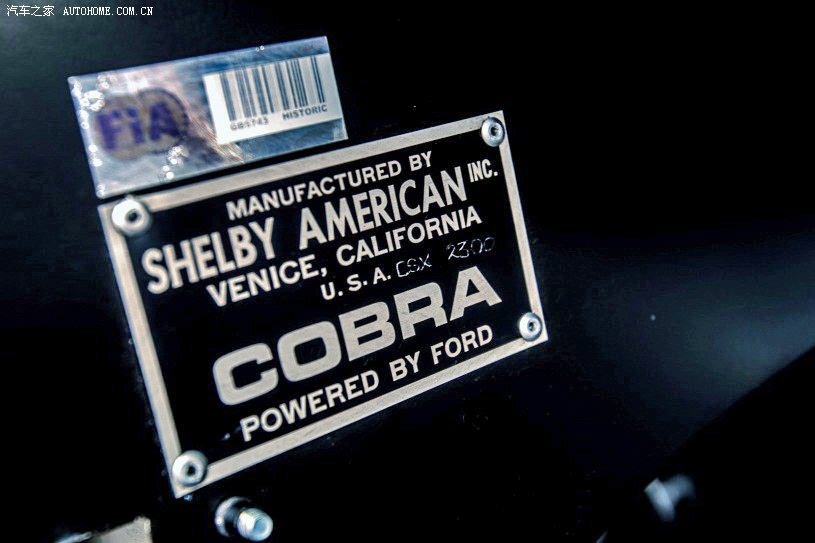 汽车之家 AUTOHOME.COM.CN
FiA
GB5743 HISTORIC
MANUFACTURED BY
SHELBY AMERICAN INC.
VENICE, CALIFORNIA
U.S.A. CSX 2300
COBRA
POWERED BY FORD